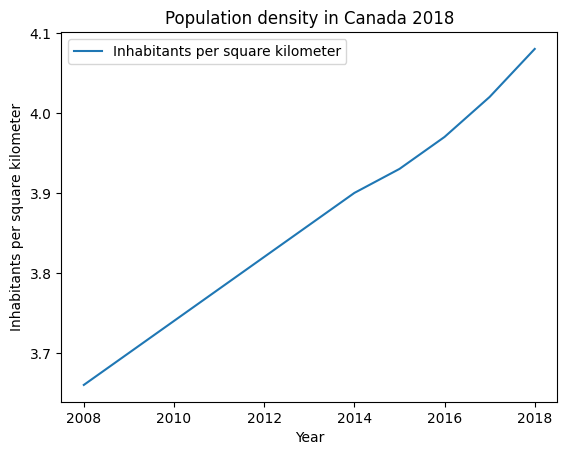 Population density in Canada 2018
Inhabitants per square kilometer
Inhabitants per square kilometer
4.1
4.0
3.9
3.8
3.7
2008 2010 2012 2014 2016 2018
Year